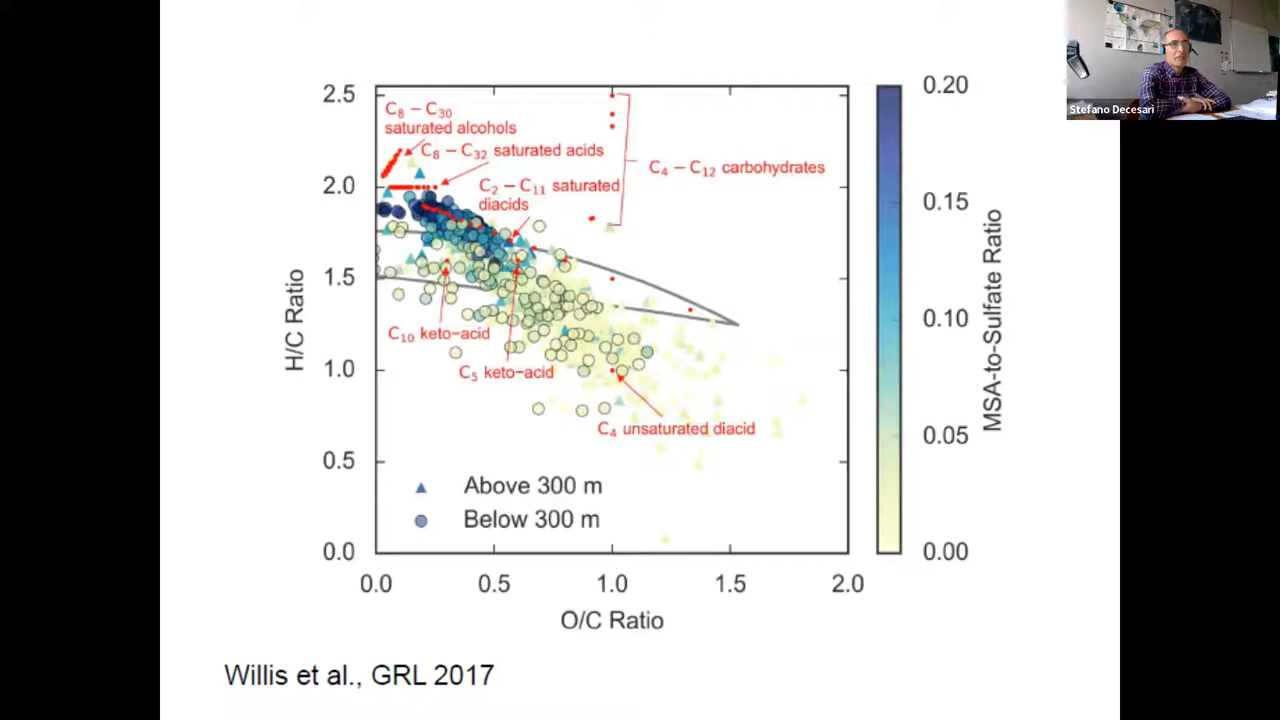 Stefano Decesari
2.5
2.0
1.5
1.0
0.5
0.0
H/C Ratio
0.0
0.5
1.0
1.5
2.0
O/C Ratio
C8 – C30
saturated alcohols
C8 – C32 saturated acids
C2 – C11 saturated
diacids
C4 – C12 carbohydrates
C10 keto–acid
C5 keto–acid
C4 unsaturated diacid
Above 300 m
Below 300 m
0.20
0.15
0.10
0.05
0.00
MSA-to-Sulfate Ratio
Willis et al., GRL 2017